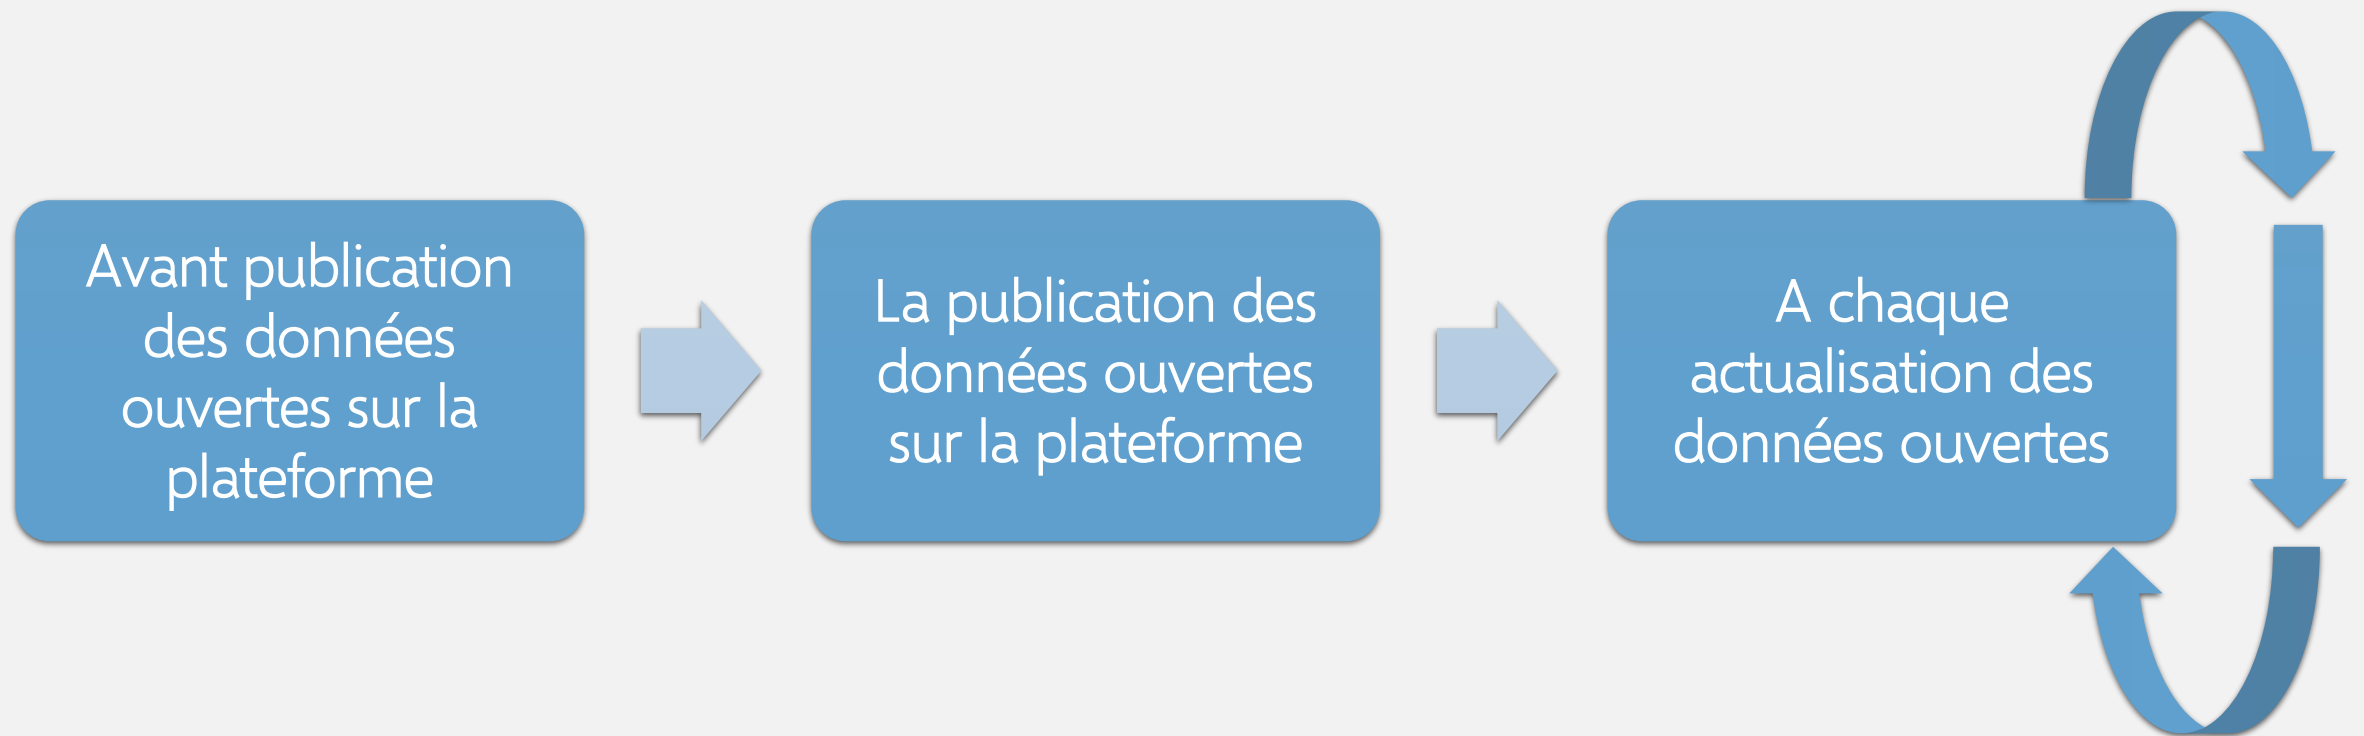 Avant publication
des données
ouvertes sur la
plateforme
La publication des
données ouvertes
sur la plateforme
A chaque
actualisation des
données ouvertes